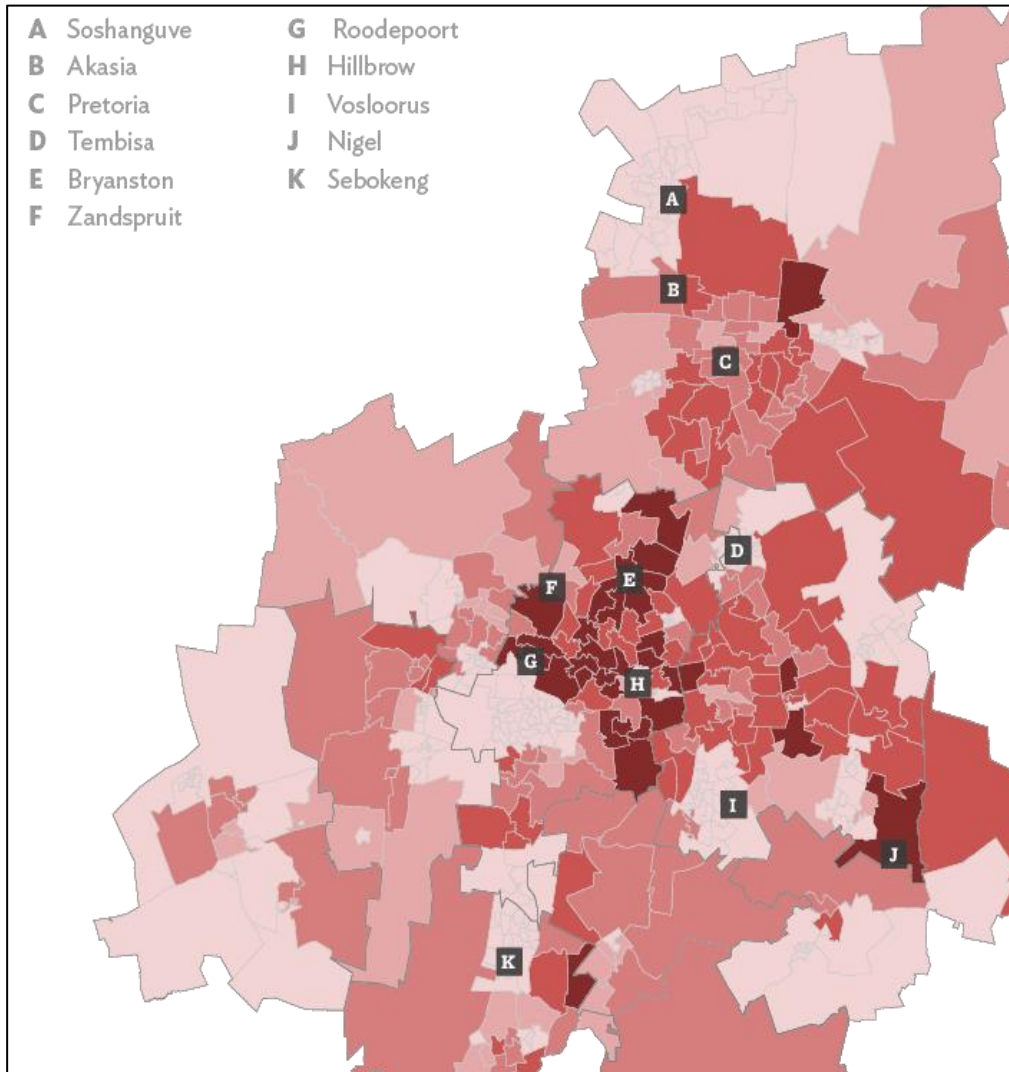 A Soshanguve
B Akasia
C Pretoria
D Tembisa
E Bryanston
F Zandspruit
G Roodepoort
H Hillbrow
I Vosloorus
J Nigel
K Sebokeng
A
B
C
D
E
F
G
H
I
J
K